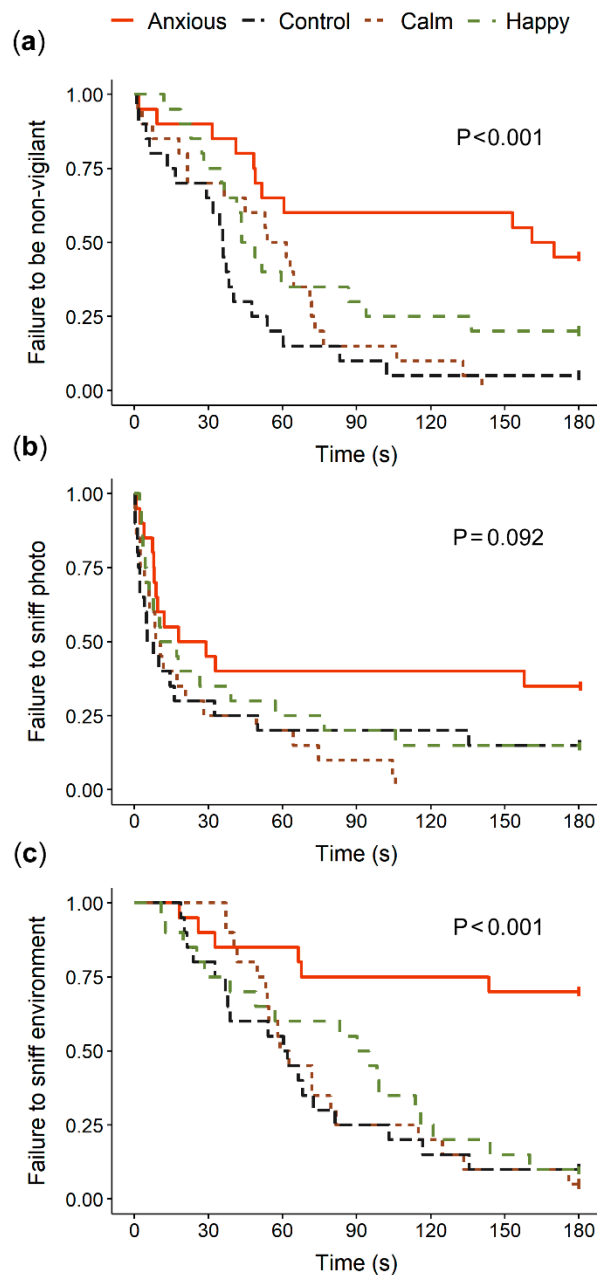 Anxious Control Calm Happy
(a)
1.00
0.75
0.50
0.25
0.00
Failure to be non-vigilant
P<0.001
0 30 60 90 120 150 180
Time (s)
(b)
1.00
0.75
0.50
0.25
0.00
Failure to sniff photo
P=0.092
0 30 60 90 120 150 180
Time (s)
(c)
1.00
0.75
0.50
0.25
0.00
Failure to sniff environment
P<0.001
0 30 60 90 120 150 180
Time (s)